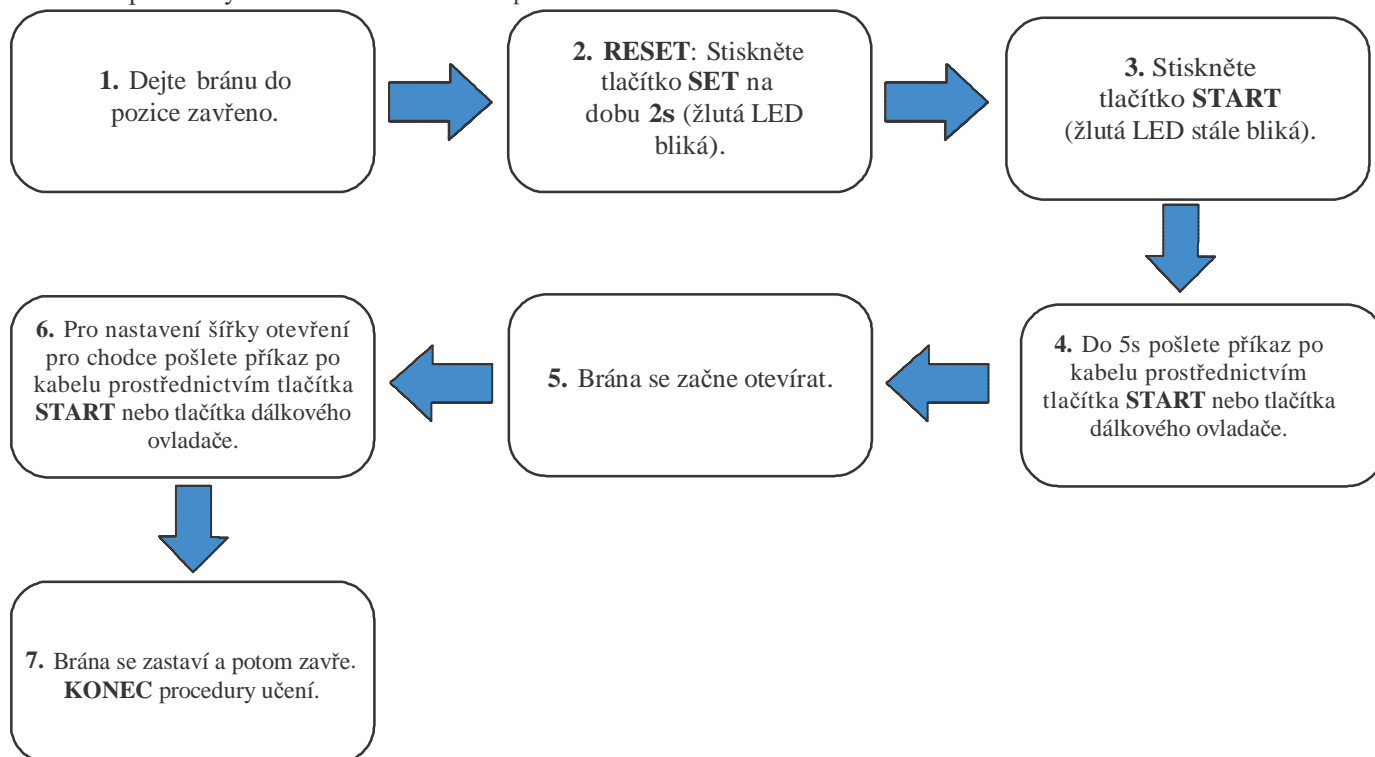 1. Dejte bránu do
pozice zavřeno.
2. RESET: Stiskněte
tlačítko SET na
dobu 2s (žlutá LED
bliká).
3. Stiskněte
tlačítko START
(žlutá LED stále bliká).
4. Do 5s pošlete příkaz po
kabelu prostřednictvím
tlačítka START nebo tlačítka
dálkového ovladače.
5. Brána se začne otevírat.
6. Pro nastavení šířky otevření
pro chodce pošlete příkaz po
kabelu prostřednictvím tlačítka
START nebo tlačítka dálkového
ovladače.
7. Brána se zastaví a potom zavře.
KONEC procedury učení.